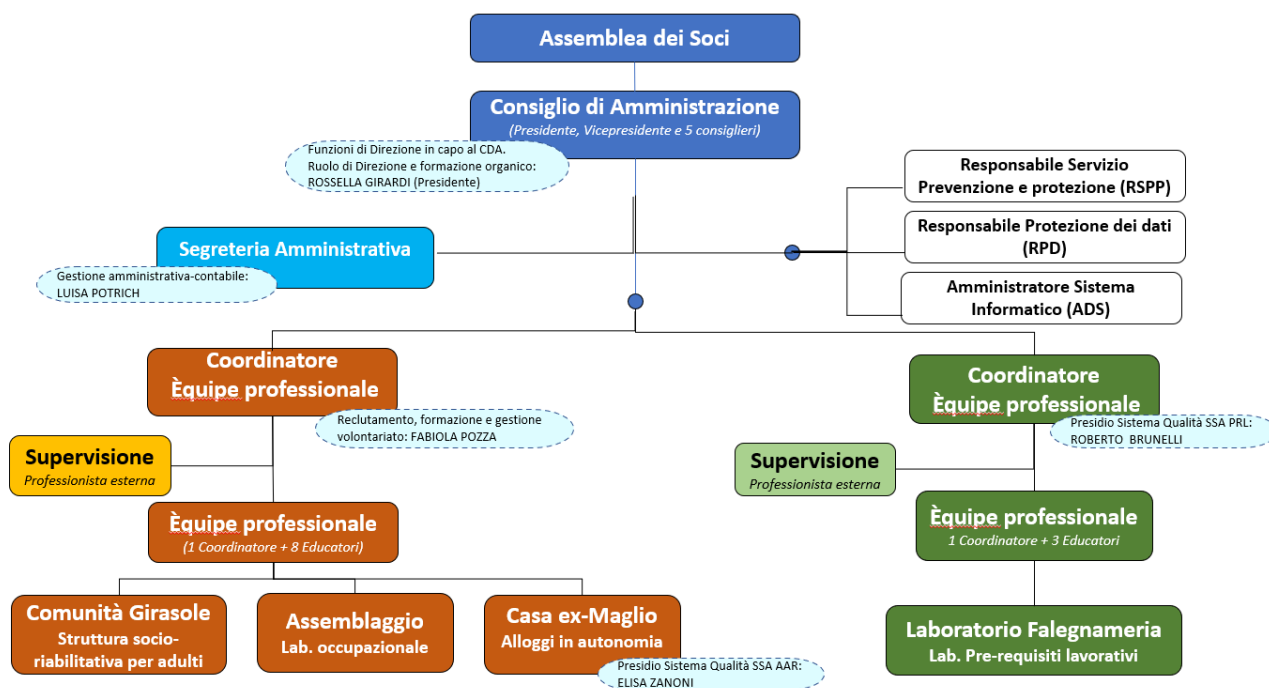 Assemblea dei Soci
Consiglio di Amministrazione
(Presidente, Vicepresidente e 5 consiglieri)
Funzioni di Direzione in capo al CDA.
Ruolo di Direzione e formazione organico:
ROSSELLA GIRARDI (Presidente)
Responsabile Servizio
Prevenzione e protezione (RSPP)
Responsabile Protezione dei dati
(RPD)
Amministratore Sistema
Informatico (ADS)
Segreteria Amministrativa
Gestione amministrativa-contabile:
LUISA POTRICH
Coordinatore
Èquipe professionale
Reclutamento, formazione e gestione
volontariato: FABIOLA POZZA
Supervisione
Professionista esterna
Èquipe professionale
(1 Coordinatore + 8 Educatori)
Comunità Girasole
Struttura socio-
riabilitativa per adulti
Assemblaggio
Lab. occupazionale
Casa ex-Maglio
Alloggi in autonomia
Presidio Sistema Qualità SSA AAR:
ELISA ZANONI
Coordinatore
Èquipe professionale
Presidio Sistema Qualità SSA PRL:
ROBERTO BRUNELLI
Supervisione
Professionista esterna
Èquipe professionale
1 Coordinatore + 3 Educatori
Laboratorio Falegnameria
Lab. Pre-requisiti lavorativi